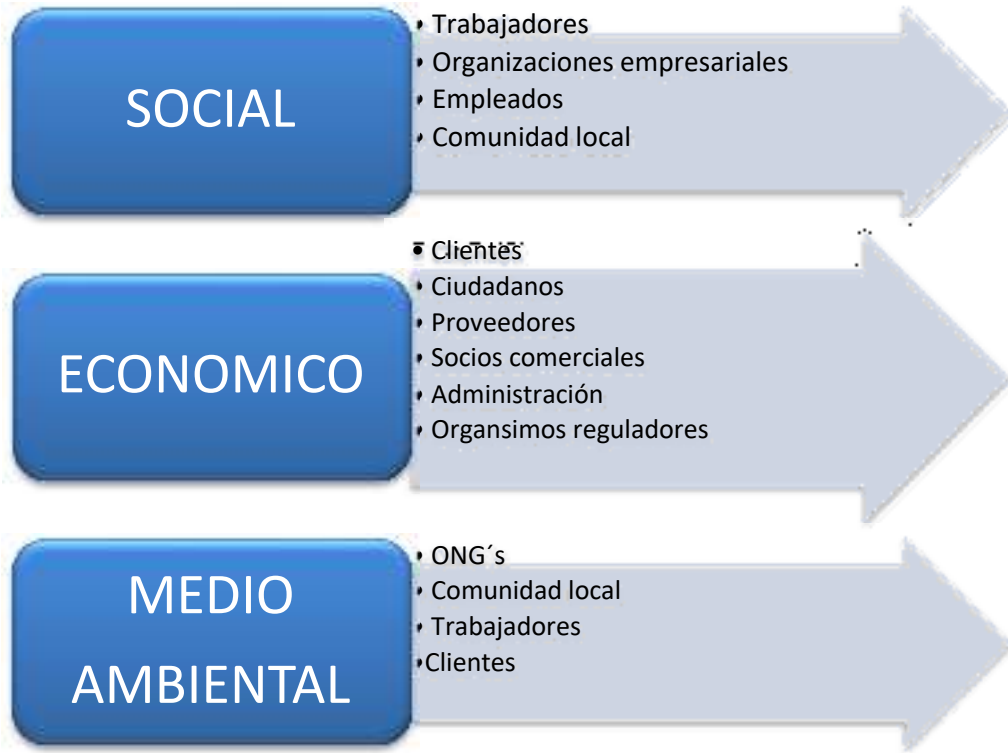 SOCIAL
• Trabajadores
• Organizaciones empresariales
• Empleados
• Comunidad local
ECONOMICO
• Clientes
• Ciudadanos
• Proveedores
• Socios comerciales
• Administración
• Organsimos reguladores
MEDIO
AMBIENTAL
• ONG´s
• Comunidad local
• Trabajadores
•Clientes